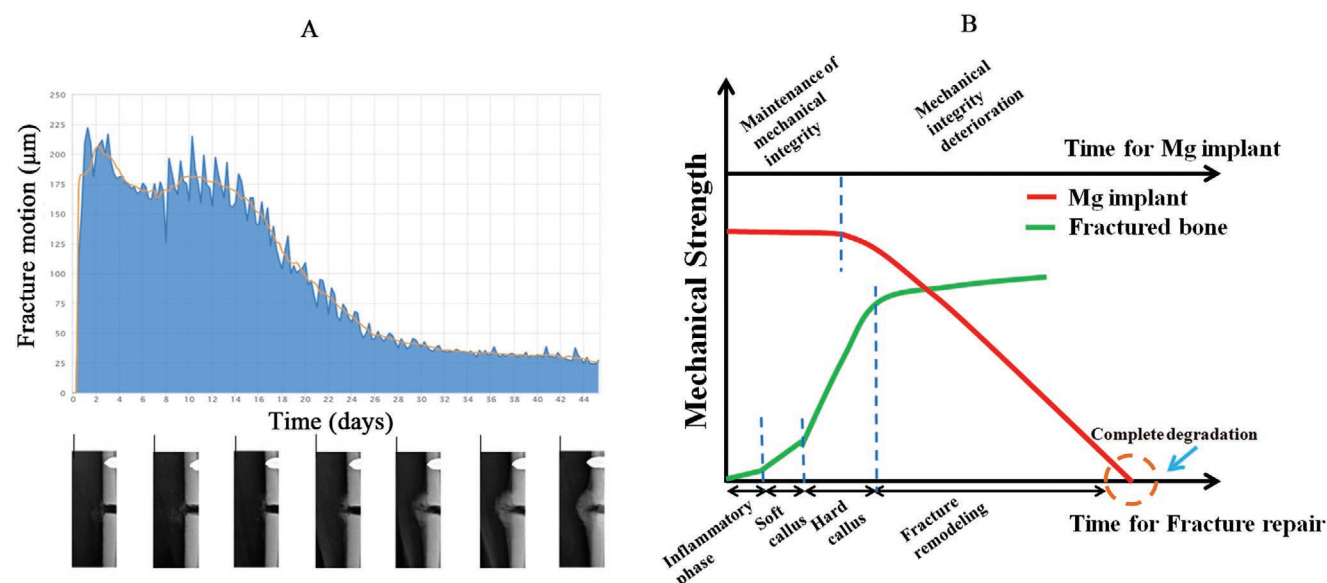 A
Fracture motion (μm)
250
225
200
175
150
125
100
75
50
25
0
0 2 4 6 8 10 12 14 16 18 20 22 24 26 28 30 32 34 36 38 40 42 44
Time (days)
B
Mechanical Strength
Maintenance of
mechanical
integrity
Mechanical
integrity
deterioration
Time for Mg implant
Mg implant
Fractured bone
Complete degradation
Inflammatory
phase
Soft
callus
Hard
callus
Fracture
remodeling
Time for Fracture repair